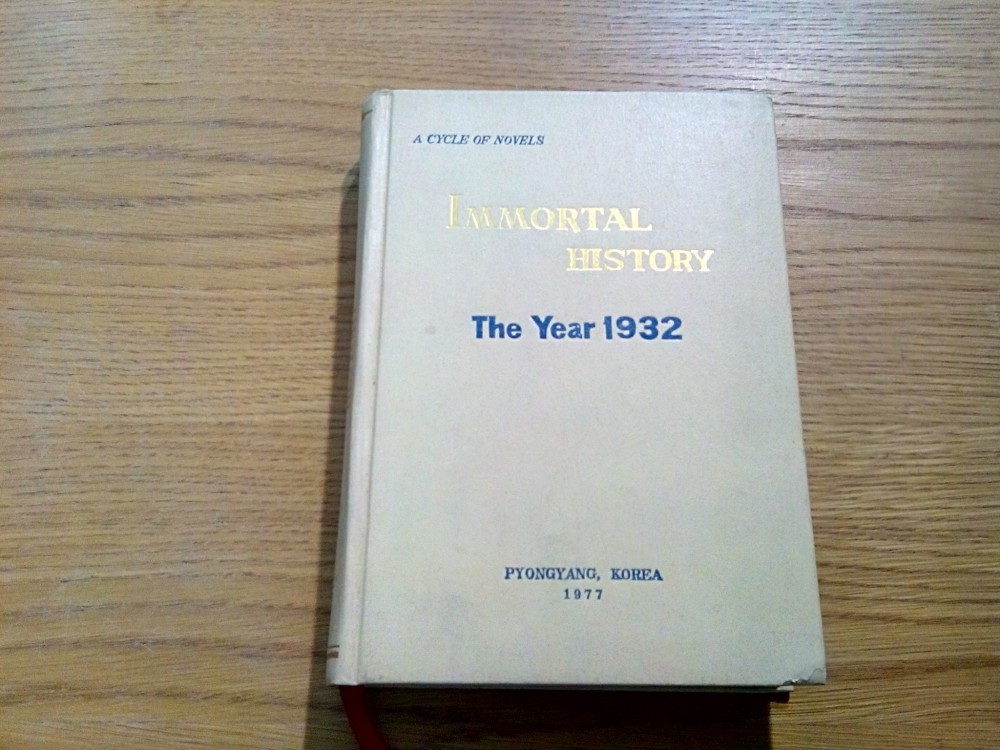 A CYCLE OF NOVELS
IMMORTAL
HISTORY
The Year 1932
PYONGYANG, KOREA
1977